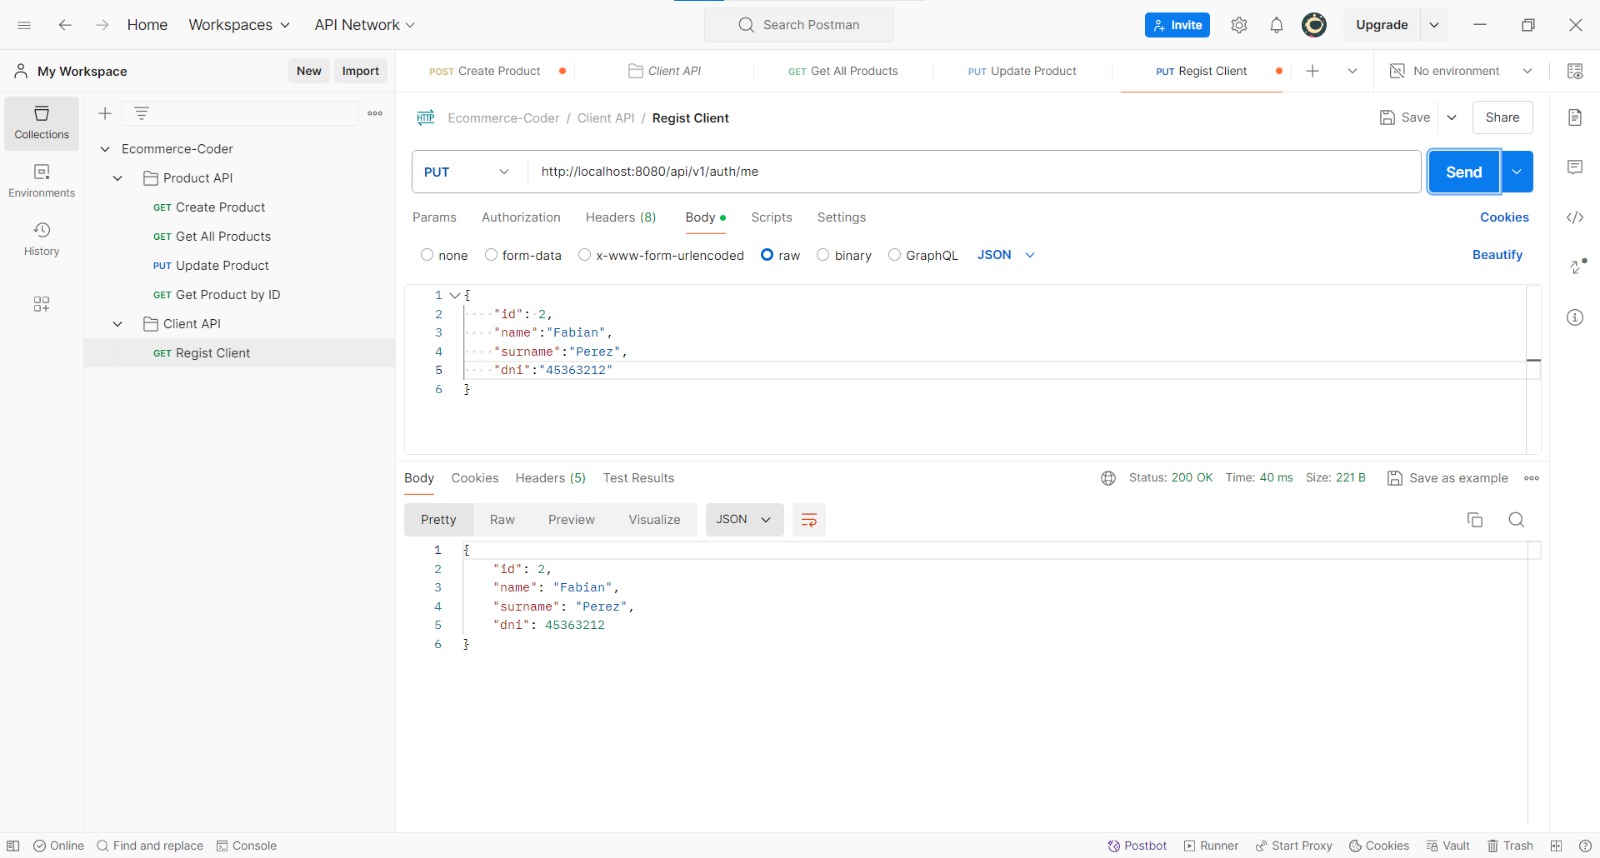 Home Workspaces API Network Search Postman Invite Upgrade
My Workspace New Import POST Create Product Client API GET Get All Products PUT Update Product PUT Regist Client No environment
Collections
Environments
History
Ecommerce-Coder
Product API
GET Create Product
GET Get All Products
PUT Update Product
GET Get Product by ID
Client API
GET Regist Client
HTTP Ecommerce-Coder / Client API / Regist Client Save Share
PUT http://localhost:8080/api/v1/auth/me Send
Params Authorization Headers (8) Body Scripts Settings Cookies
none form-data x-www-form-urlencoded raw binary GraphQL JSON Beautify
1 {
2 "id": 2,
3 "name":"Fabian",
4 "surname":"Perez",
5 "dni":"45363212"
6 }
Body Cookies Headers (5) Test Results Status: 200 OK Time: 40 ms Size: 221 B Save as example
Pretty Raw Preview Visualize JSON
1 {
2 "id": 2,
3 "name": "Fabian",
4 "surname": "Perez",
5 "dni": 45363212
6 }
Online Find and replace Console Postbot Runner Start Proxy Cookies Vault Trash